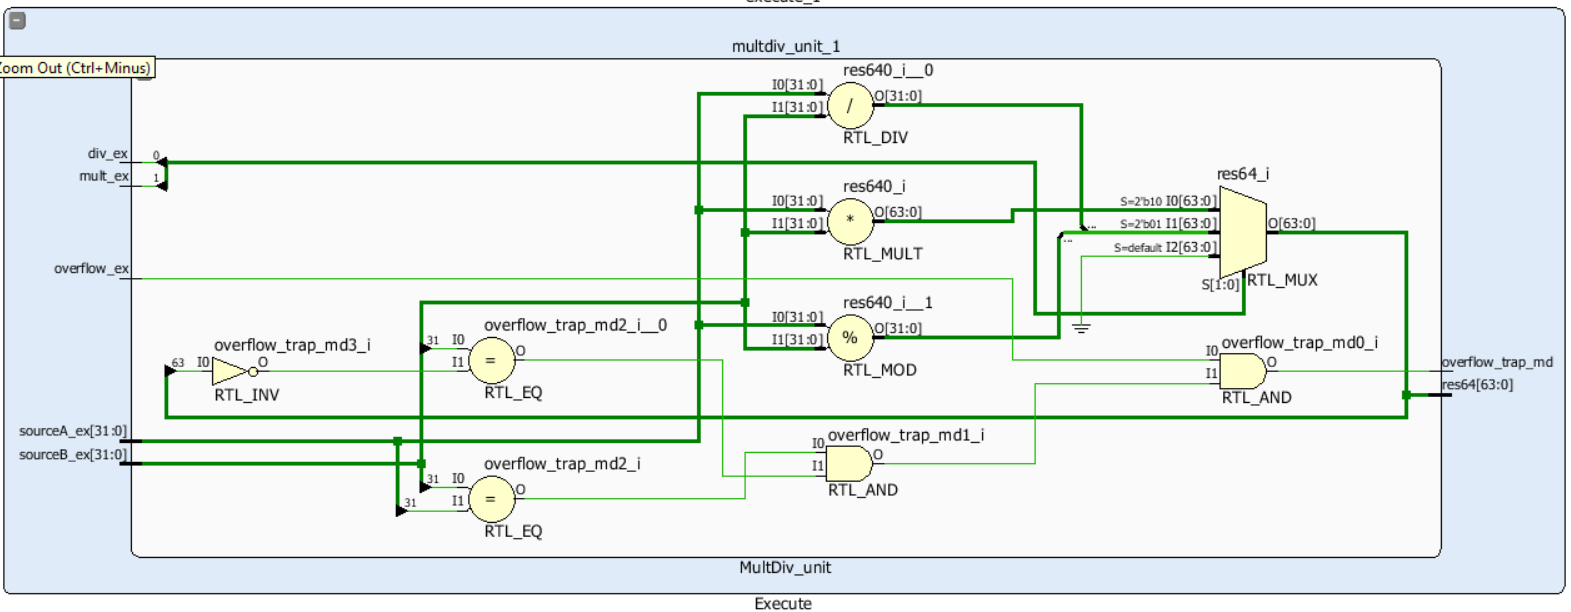 execute_1
Zoom Out (Ctrl+Minus)
multdiv_unit_1
res640_i__0
I0[31:0]
I1[31:0]
/
O[31:0]
RTL_DIV
div_ex
0
mult_ex
1
res640_i
I0[31:0]
I1[31:0]
*
O[63:0]
RTL_MULT
res64_i
S=2'b10 I0[63:0]
S=2'b01 I1[63:0]
S=default I2[63:0]
...
...
O[63:0]
S[1:0]
RTL_MUX
overflow_ex
res640_i__1
I0[31:0]
I1[31:0]
%
O[31:0]
RTL_MOD
overflow_trap_md2_i__0
31 I0
I1
=
O
RTL_EQ
overflow_trap_md3_i
63 I0
O
RTL_INV
overflow_trap_md0_i
I0
I1
O
RTL_AND
overflow_trap_md
res64[63:0]
sourceA_ex[31:0]
sourceB_ex[31:0]
overflow_trap_md1_i
I0
I1
O
RTL_AND
overflow_trap_md2_i
31 I0
31 I1
=
O
RTL_EQ
MultDiv_unit
Execute